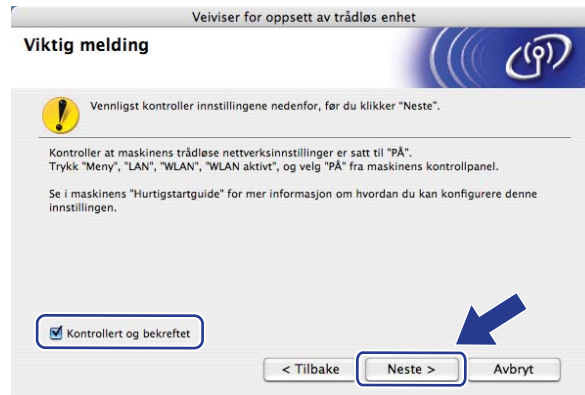 Veiviser for oppsett av trådløs enhet
Viktig melding
Vennligst kontroller innstillingene nedenfor, før du klikker “Neste”.
Kontroller at maskinens trådløse nettverksinnstillinger er satt til "PÅ".
Trykk "Meny", "LAN", "WLAN", "WLAN aktivt", og velg "PÅ" fra maskinens kontrollpanel.
Se i maskinens "Hurtigstartguide" for mer informasjon om hvordan du kan konfigurere denne
innstillingen.
Kontrollert og bekreftet
< Tilbake
Neste >
Avbryt